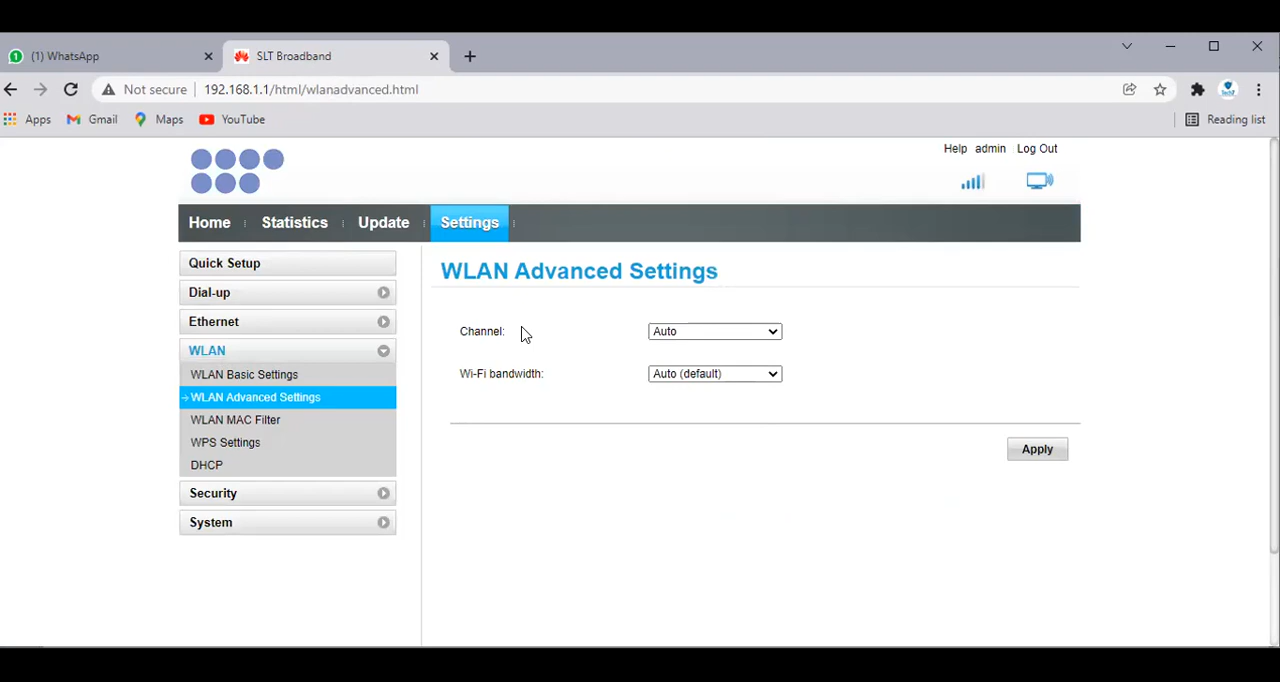 (1) WhatsApp
SLT Broadband
Not secure
192.168.1.1/html/wlanadvanced.html
Apps
Gmail
Maps
YouTube
Reading list
Help admin Log Out
Home
Statistics
Update
Settings
Quick Setup
Dial-up
Ethernet
WLAN
WLAN Basic Settings
WLAN Advanced Settings
WLAN MAC Filter
WPS Settings
DHCP
Security
System
WLAN Advanced Settings
Channel:
Auto
Wi-Fi bandwidth:
Auto (default)
Apply